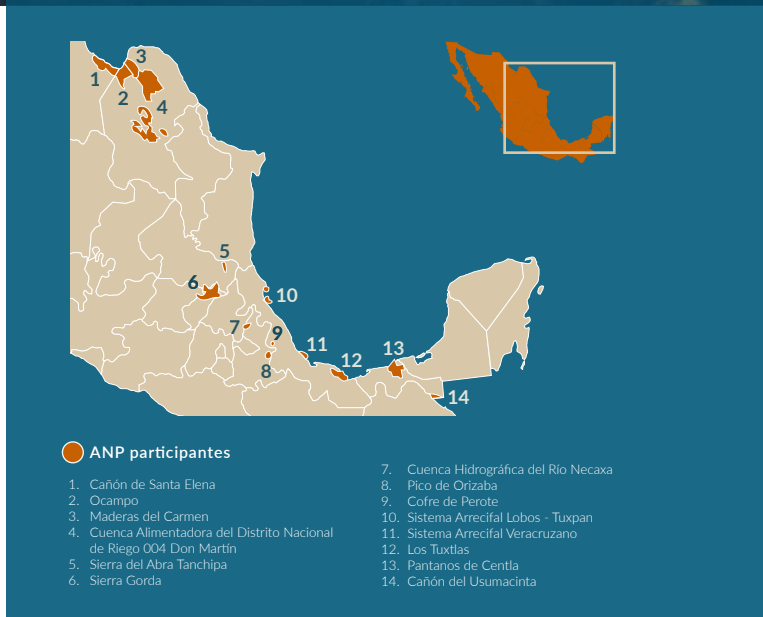 3
1
2
4
5
6
10
7
9
11
12
13
8
14
ANP participantes
1. Cañón de Santa Elena
2. Ocampo
3. Maderas del Carmen
4. Cuenca Alimentadora del Distrito Nacional
de Riego 004 Don Martín
5. Sierra del Abra Tanchipa
6. Sierra Gorda
7. Cuenca Hidrográfica del Río Necaxa
8. Pico de Orizaba
9. Cofre de Perote
10. Sistema Arrecifal Lobos - Tuxpan
11. Sistema Arrecifal Veracruzano
12. Los Tuxtlas
13. Pantanos de Centla
14. Cañón del Usumacinta